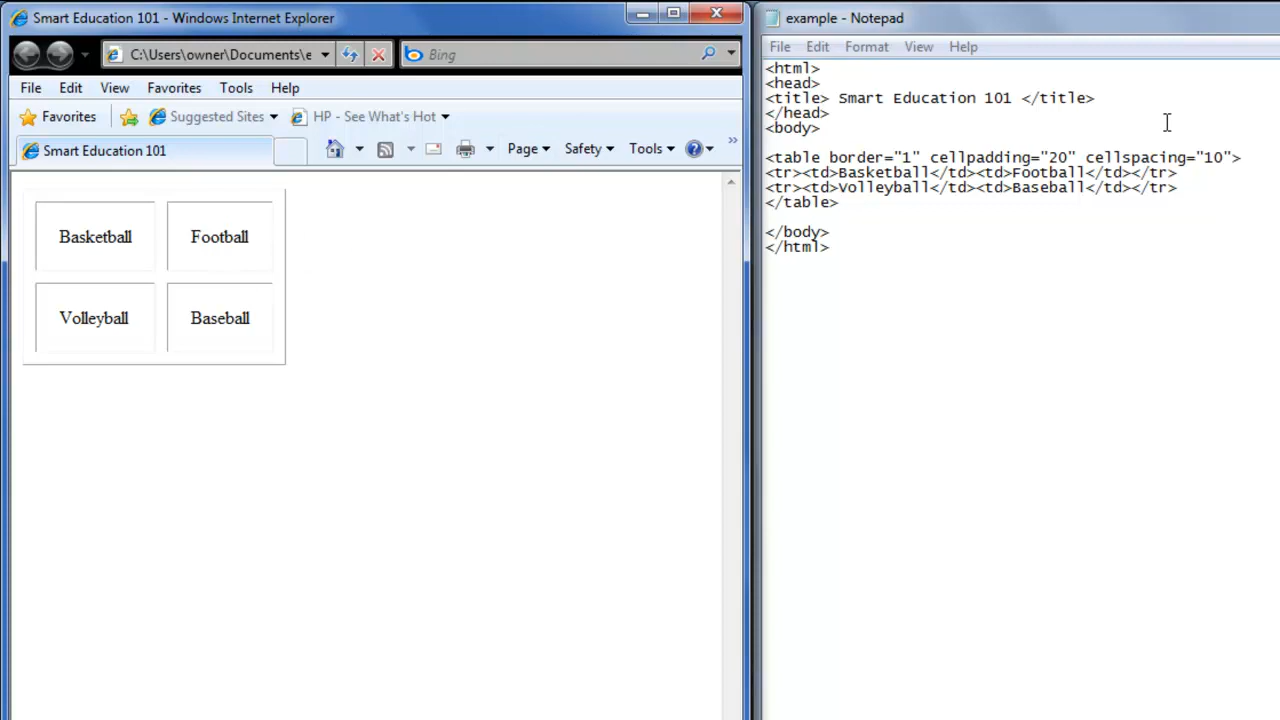 Smart Education 101 - Windows Internet Explorer
C:\Users\owner\Documents\e
Bing
File Edit View Favorites Tools Help
Favorites Suggested Sites HP - See What's Hot
Smart Education 101
Page Safety Tools
»
Basketball Football
Volleyball Baseball
example - Notepad
File Edit Format View Help
<html>
<head>
<title> Smart Education 101 </title>
</head>
<body>
<table border="1" cellpadding="20" cellspacing="10">
<tr><td>Basketball</td><td>Football</td></tr>
<tr><td>Volleyball</td><td>Baseball</td></tr>
</table>
</body>
</html>